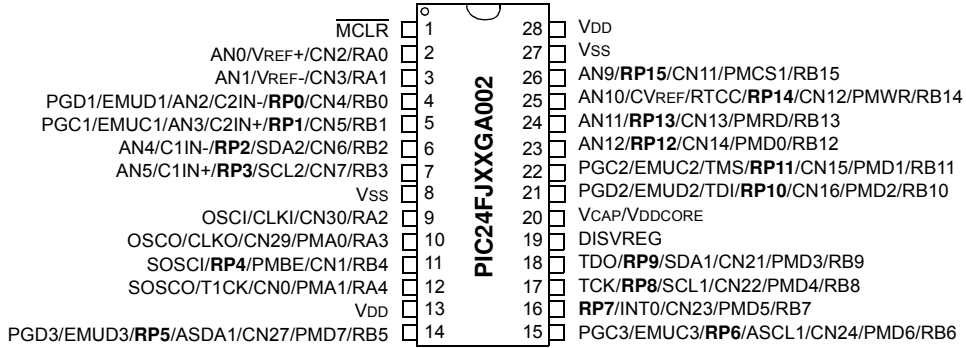 MCLR 1
AN0/VREF+/CN2/RA0 2
AN1/VREF-/CN3/RA1 3
PGD1/EMUD1/AN2/C2IN-/RP0/CN4/RB0 4
PGC1/EMUC1/AN3/C2IN+/RP1/CN5/RB1 5
AN4/C1IN-/RP2/SDA2/CN6/RB2 6
AN5/C1IN+/RP3/SCL2/CN7/RB3 7
VSS 8
OSCI/CLKI/CN30/RA2 9
OSCO/CLKO/CN29/PMA0/RA3 10
SOSCI/RP4/PMBE/CN1/RB4 11
SOSCO/T1CK/CN0/PMA1/RA4 12
VDD 13
PGD3/EMUD3/RP5/ASDA1/CN27/PMD7/RB5 14
PIC24FJXXGA002
28 VDD
27 VSS
26 AN9/RP15/CN11/PMCS1/RB15
25 AN10/CVREF/RTCC/RP14/CN12/PMWR/RB14
24 AN11/RP13/CN13/PMRD/RB13
23 AN12/RP12/CN14/PMD0/RB12
22 PGC2/EMUC2/TMS/RP11/CN15/PMD1/RB11
21 PGD2/EMUD2/TDI/RP10/CN16/PMD2/RB10
20 VCAP/VDDCORE
19 DISVREG
18 TDO/RP9/SDA1/CN21/PMD3/RB9
17 TCK/RP8/SCL1/CN22/PMD4/RB8
16 RP7/INT0/CN23/PMD5/RB7
15 PGC3/EMUC3/RP6/ASCL1/CN24/PMD6/RB6